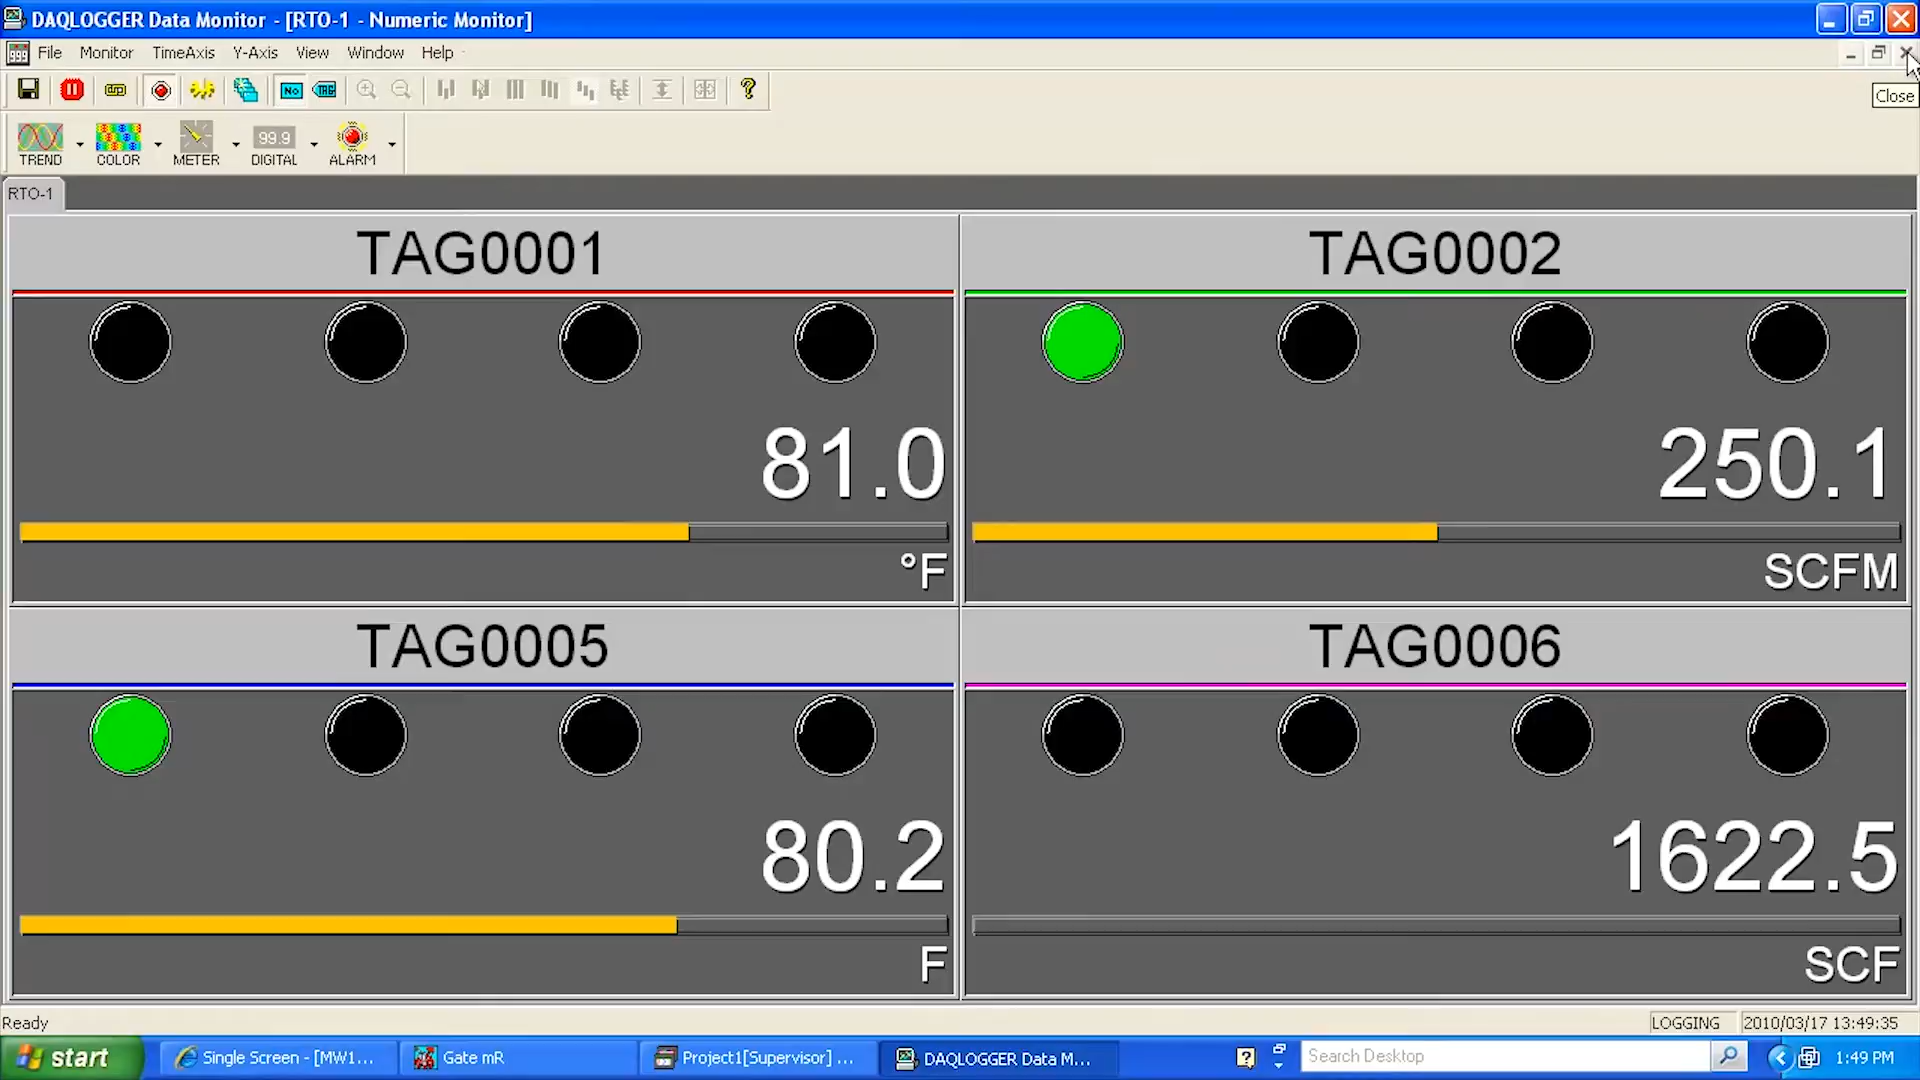 DAQLOGGER Data Monitor - [RTO-1 - Numeric Monitor]
File Monitor TimeAxis Y-Axis View Window Help
No TAG ?
Close
99.9
TREND COLOR METER DIGITAL ALARM
RTO-1
TAG0001
81.0
°F
TAG0002
250.1
SCFM
TAG0005
80.2
F
TAG0006
1622.5
SCF
Ready
LOGGING 2010/03/17 13:49:35
start Single Screen - [MW1... Gate mR Project1[Supervisor] ... DAQLOGGER Data M... ? Search Desktop 1:49 PM